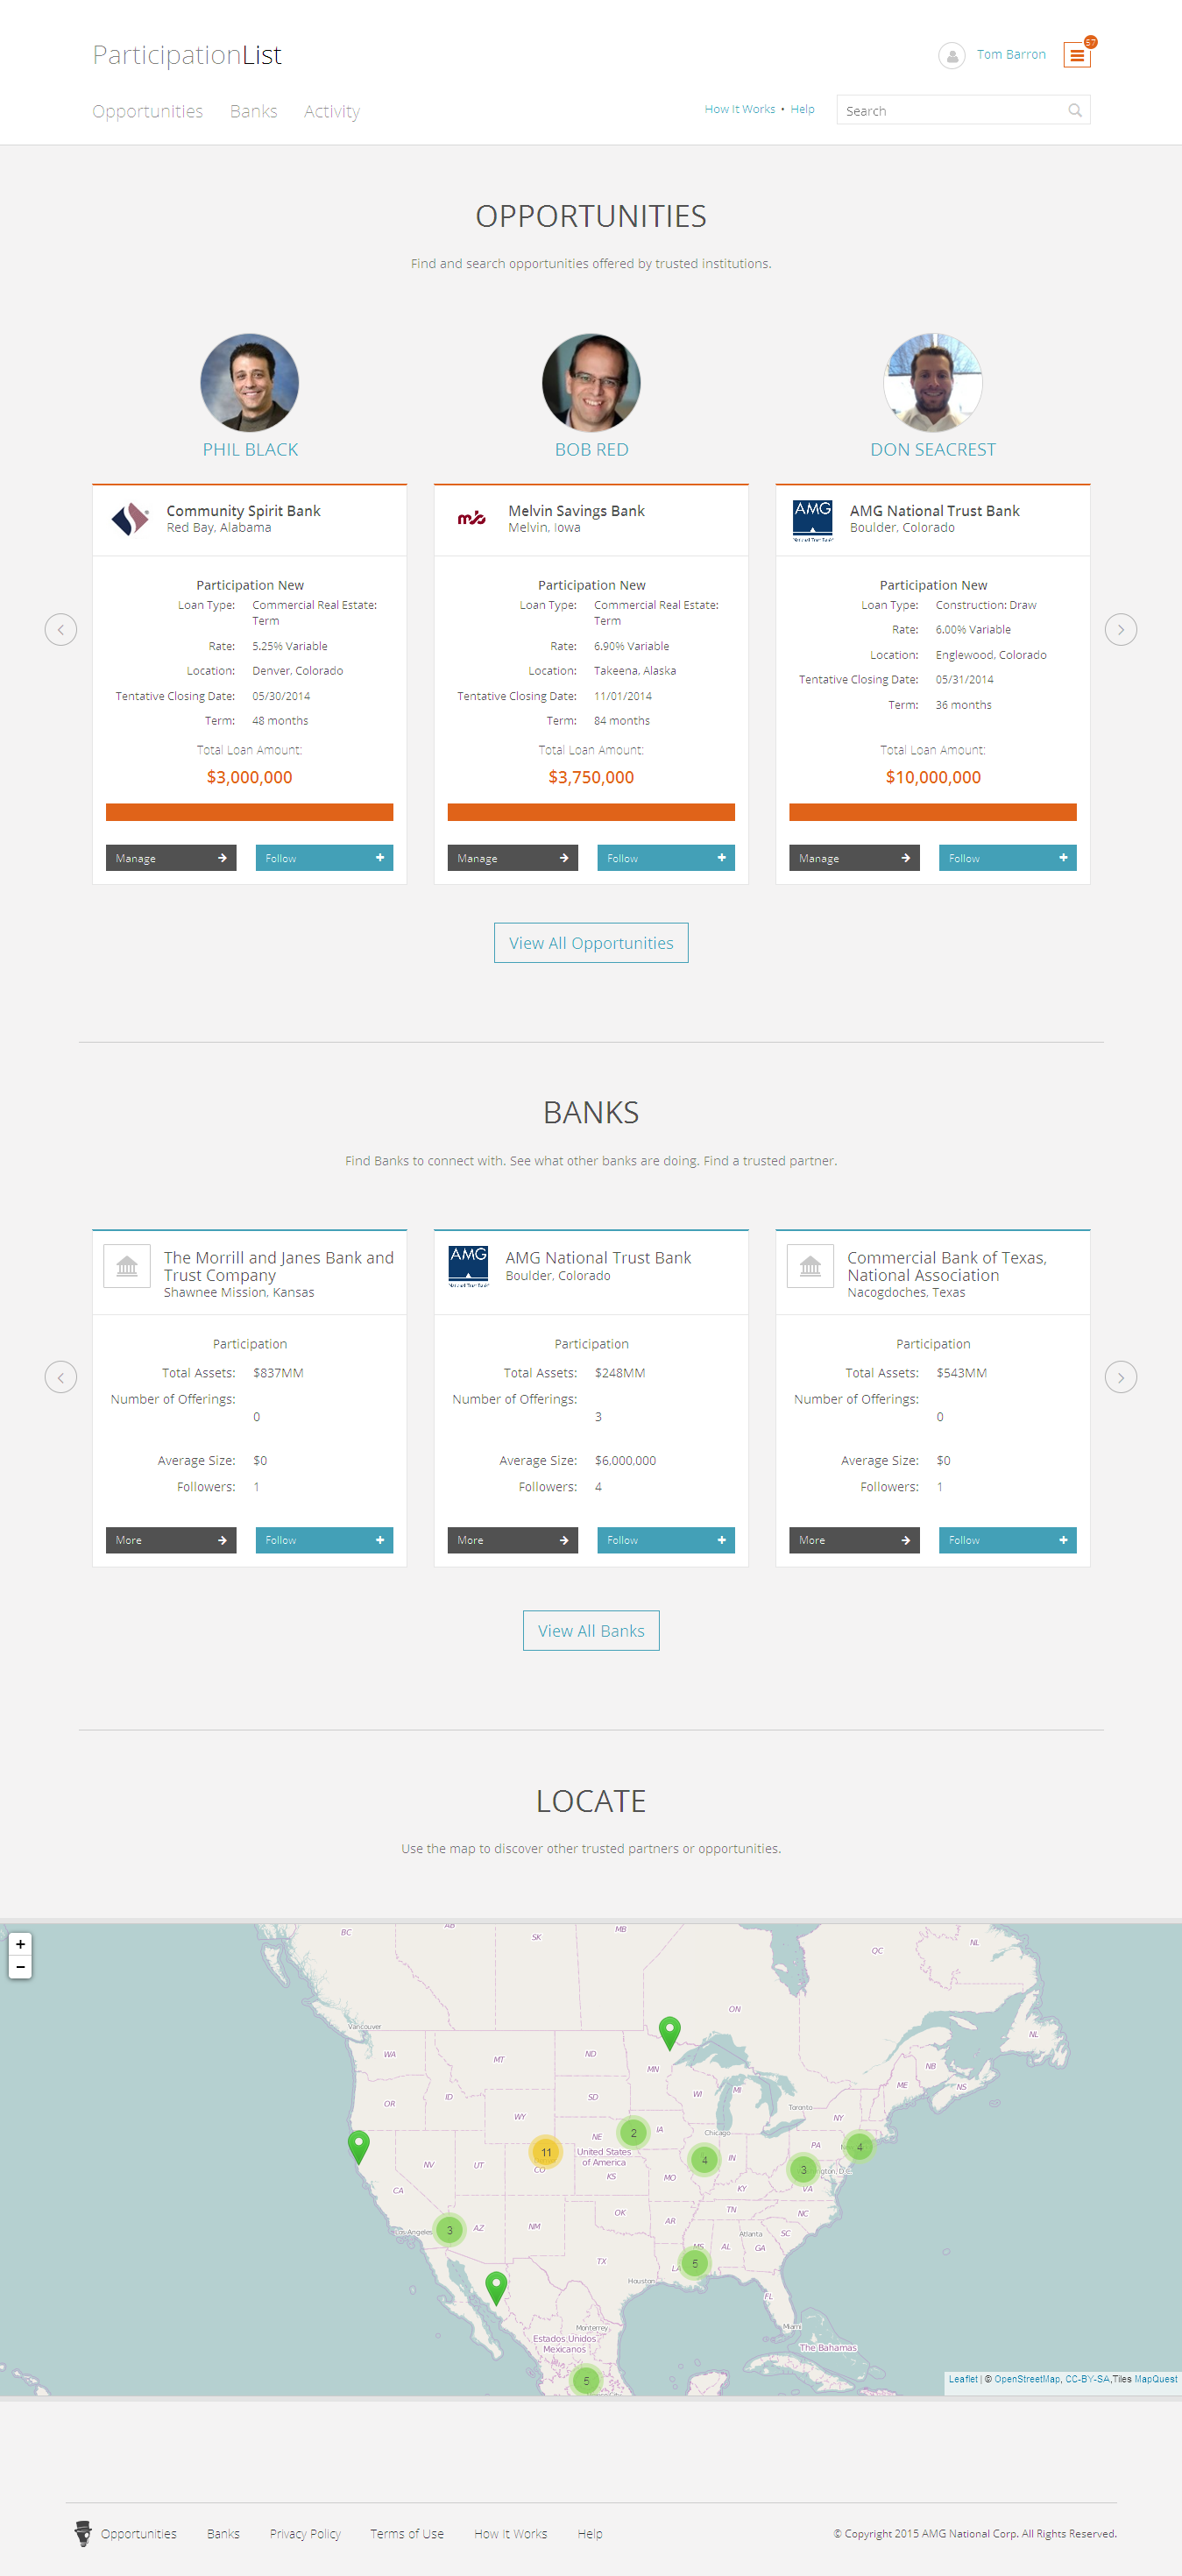 ParticipationList
Tom Barron
57
Opportunities Banks Activity
How It Works • Help
Search
OPPORTUNITIES
Find and search opportunities offered by trusted institutions.
PHIL BLACK
Community Spirit Bank
Red Bay, Alabama
Participation New
Loan Type: Commercial Real Estate:
Term
Rate: 5.25% Variable
Location: Denver, Colorado
Tentative Closing Date: 05/30/2014
Term: 48 months
Total Loan Amount:
$3,000,000
Manage Follow
BOB RED
Melvin Savings Bank
Melvin, Iowa
Participation New
Loan Type: Commercial Real Estate:
Term
Rate: 6.90% Variable
Location: Takeena, Alaska
Tentative Closing Date: 11/01/2014
Term: 84 months
Total Loan Amount:
$3,750,000
Manage Follow
DON SEACREST
AMG
AMG National Trust Bank
Boulder, Colorado
Participation New
Loan Type: Construction: Draw
Rate: 6.00% Variable
Location: Englewood, Colorado
Tentative Closing Date: 05/31/2014
Term: 36 months
Total Loan Amount:
$10,000,000
Manage Follow
View All Opportunities
BANKS
Find Banks to connect with. See what other banks are doing. Find a trusted partner.
The Morrill and Janes Bank and
Trust Company
Shawnee Mission, Kansas
Participation
Total Assets: $837MM
Number of Offerings:
0
Average Size: $0
Followers: 1
More Follow
AMG
AMG National Trust Bank
Boulder, Colorado
Participation
Total Assets: $248MM
Number of Offerings:
3
Average Size: $6,000,000
Followers: 4
More Follow
Commercial Bank of Texas,
National Association
Nacogdoches, Texas
Participation
Total Assets: $543MM
Number of Offerings:
0
Average Size: $0
Followers: 1
More Follow
View All Banks
LOCATE
Use the map to discover other trusted partners or opportunities.
+
−
BC AB SK MB ON QC NL
Vancouver
NL
WA MT ND MN
NB NS ME
OR ID SD WI MI
WY Toronto NY
NE 2 IA Chicago PA 4
11 United States
of America
CO KS 4 IN 3
NV UT MO KY VA
CA
Los Angeles 3 AZ NM OK AR TN NC
Atlanta SC
MS AL GA
TX LA 5
Houston FL
Monterrey Miami
Estados Unidos
Mexicanos
The Bahamas
5
Leaflet | © OpenStreetMap, CC-BY-SA,Tiles MapQuest
Opportunities Banks Privacy Policy Terms of Use How It Works Help
© Copyright 2015 AMG National Corp. All Rights Reserved.